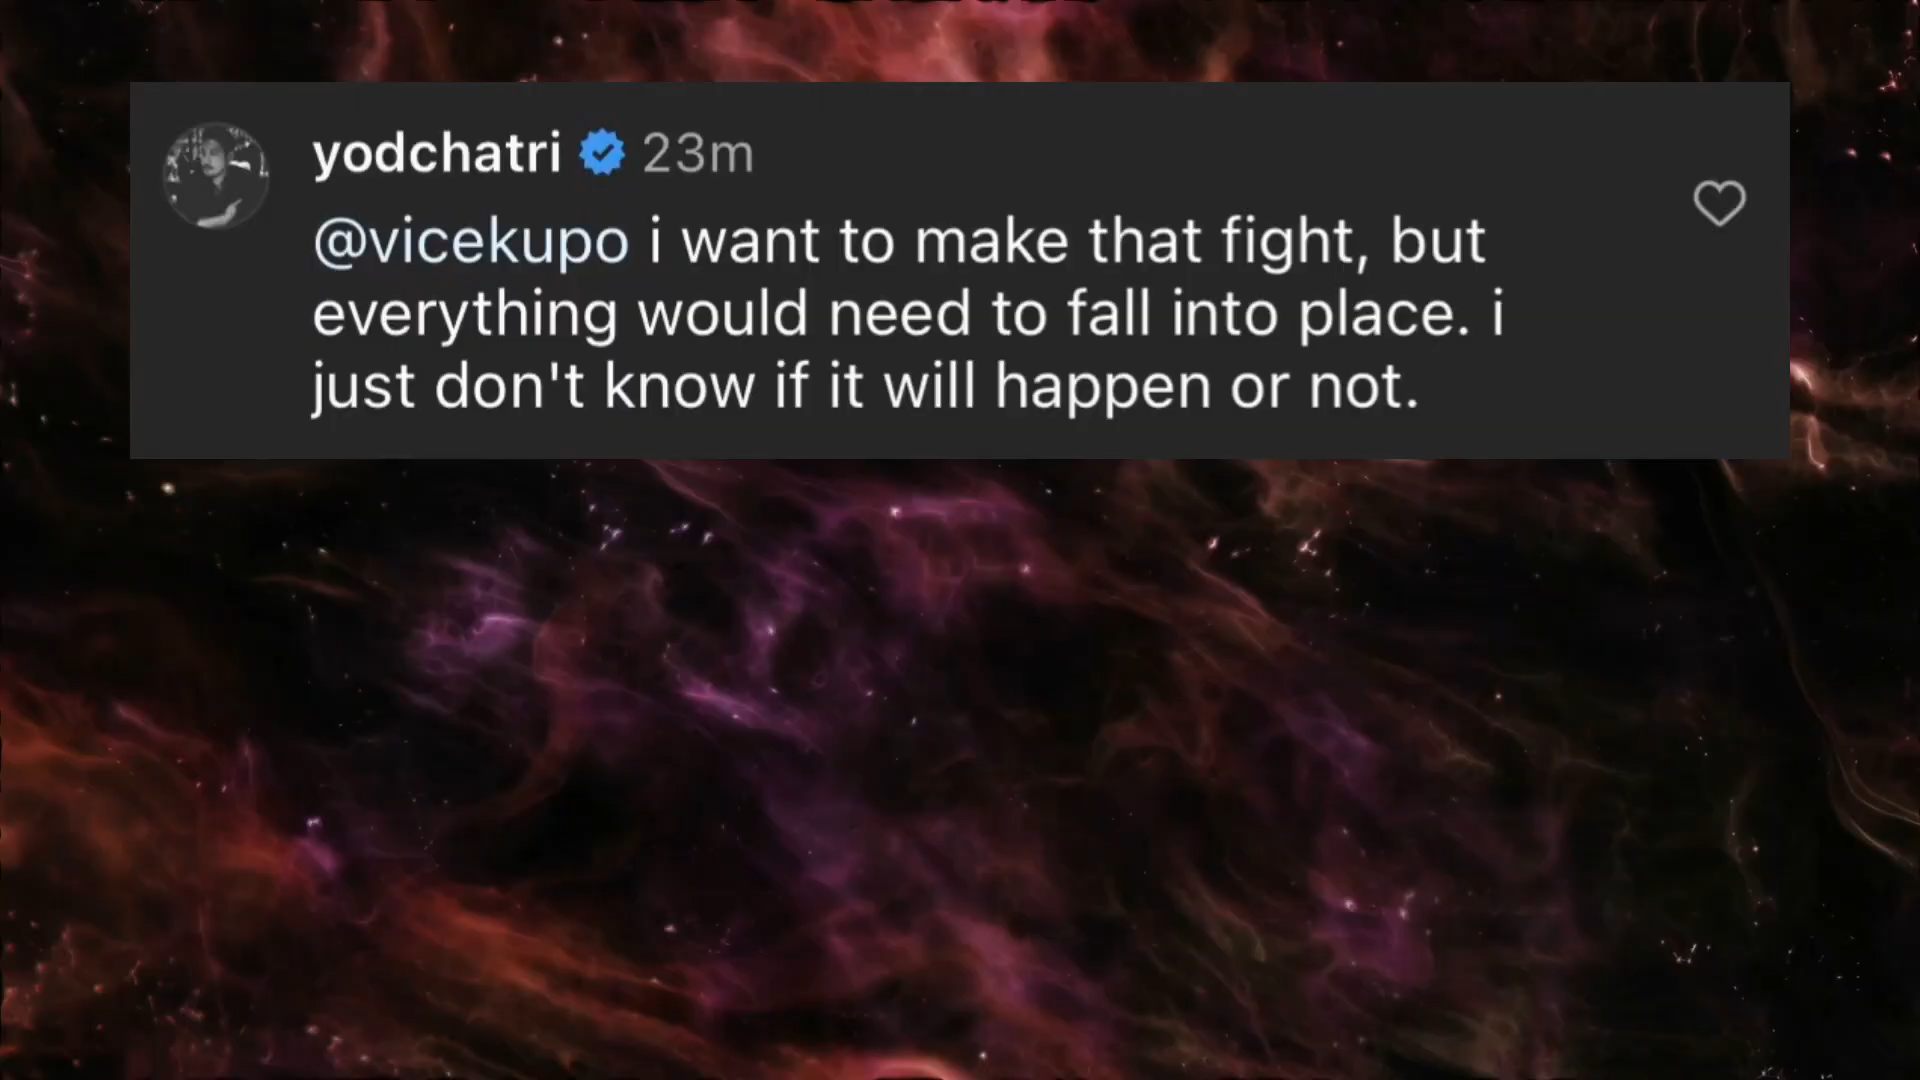 yodchatri 23m
@vicekupo i want to make that fight, but
everything would need to fall into place. i
just don't know if it will happen or not.